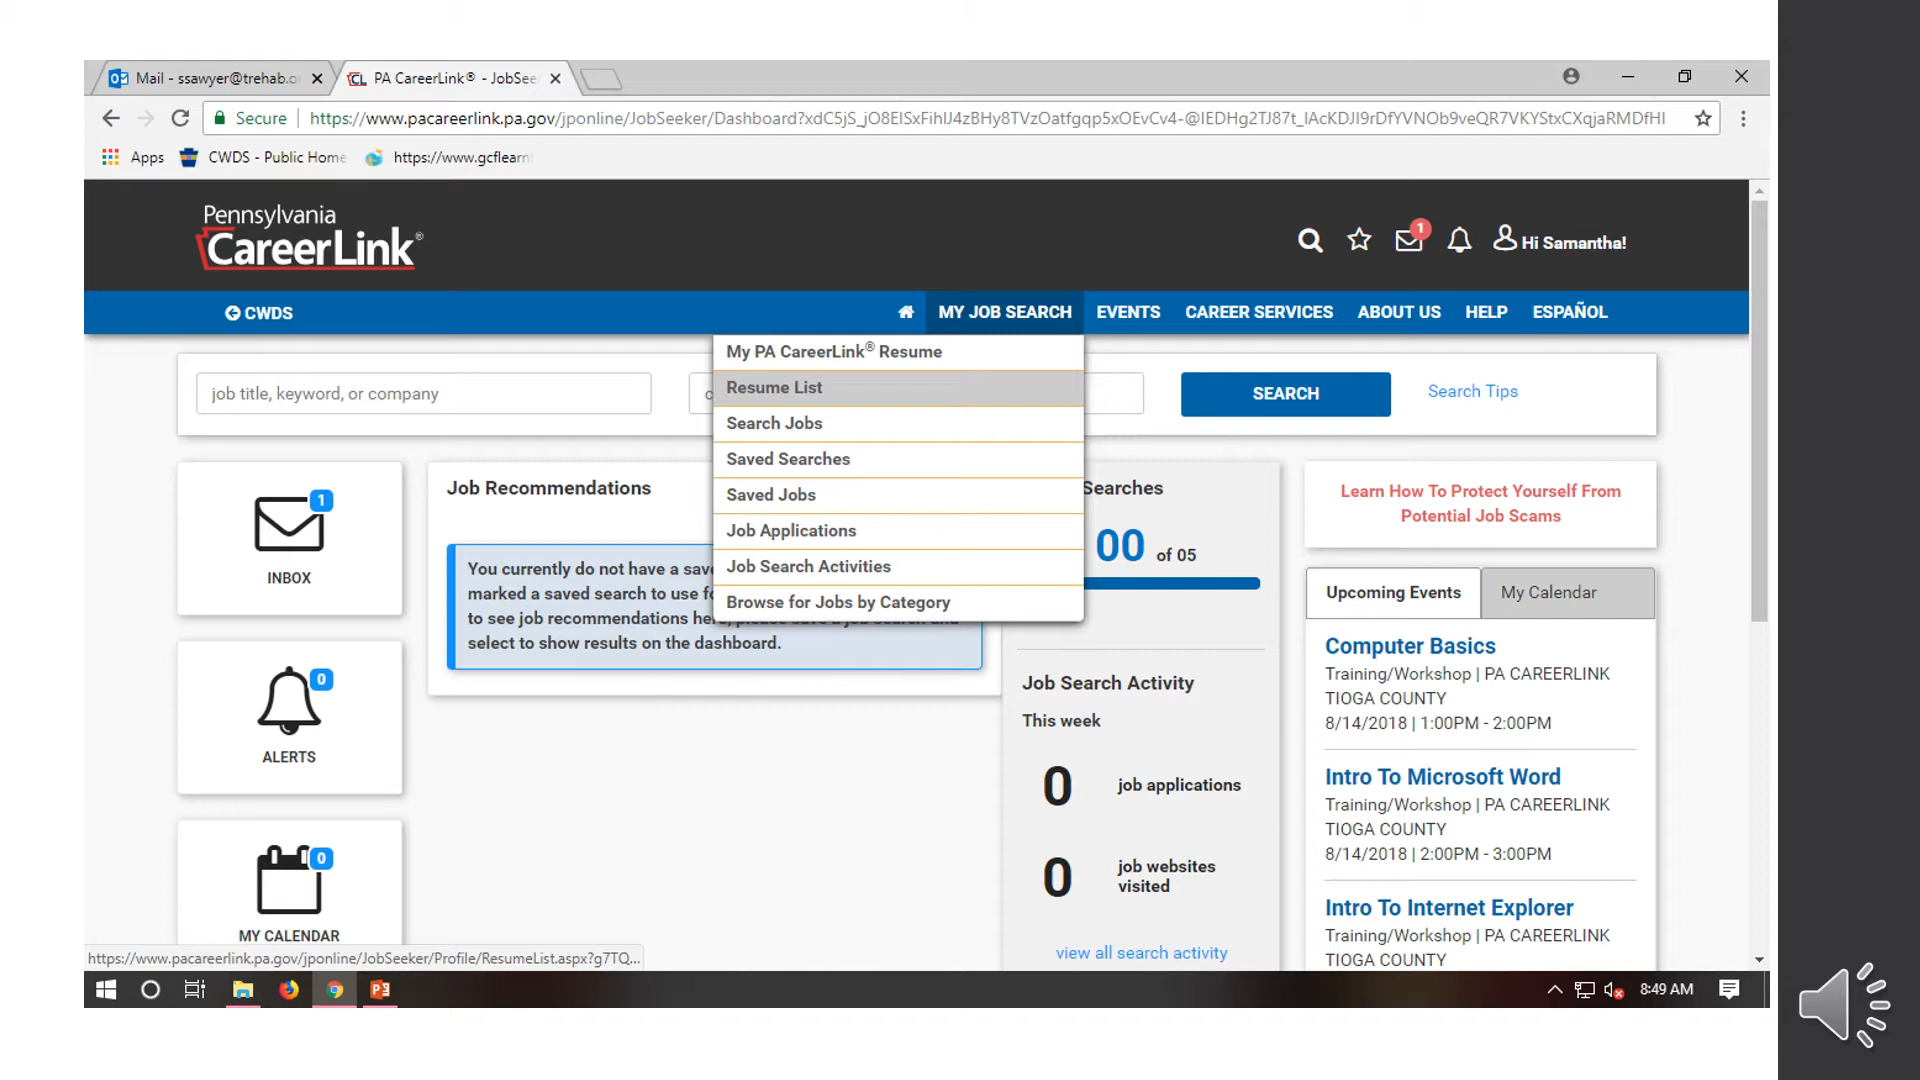 Mail - ssawyer@trehab.o
PA CareerLink® - JobSee
Secure
https://www.pacareerlink.pa.gov/jponline/JobSeeker/Dashboard?
Apps
CWDS - Public Home
https://www.gcflearn
Pennsylvania
CareerLink®
1
Hi Samantha!
CWDS
MY JOB SEARCH
EVENTS
CAREER SERVICES
ABOUT US
HELP
ESPAÑOL
My PA CareerLink® Resume
Resume List
Search Jobs
Saved Searches
Saved Jobs
Job Applications
Job Search Activities
Browse for Jobs by Category
job title, keyword, or company
SEARCH
Search Tips
1
INBOX
0
ALERTS
0
MY CALENDAR
Job Recommendations
You currently do not have a save
marked a saved search to use fo
to see job recommendations here, please save a job search and
select to show results on the dashboard.
Searches
00 of 05
Job Search Activity
This week
0 job applications
0 job websites
visited
view all search activity
Learn How To Protect Yourself From
Potential Job Scams
Upcoming Events
My Calendar
Computer Basics
Training/Workshop | PA CAREERLINK
TIOGA COUNTY
8/14/2018 | 1:00PM - 2:00PM
Intro To Microsoft Word
Training/Workshop | PA CAREERLINK
TIOGA COUNTY
8/14/2018 | 2:00PM - 3:00PM
Intro To Internet Explorer
Training/Workshop | PA CAREERLINK
TIOGA COUNTY
https://www.pacareerlink.pa.gov/jponline/JobSeeker/Profile/ResumeList.aspx?g7TQ...
8:49 AM